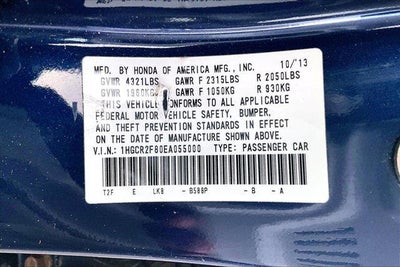 MFD. BY HONDA OF AMERICA MFG., INC. 10/13
GVWR 4321LBS GAWR F 2315LBS R 2050LBS
GVWR 1960KG GAWR F 1050KG R 930KG
THIS VEHICLE CONFORMS TO ALL APPLICABLE
FEDERAL MOTOR VEHICLE SAFETY, BUMPER,
AND THEFT PREVENTION STANDARDS IN EFFECT
ON THE DATE OF MANUFACTURE SHOWN ABOVE.
V.I.N.: 1HGCR2F80EA055000 TYPE: PASSENGER CAR
T2F E LKB -B588P -B -A